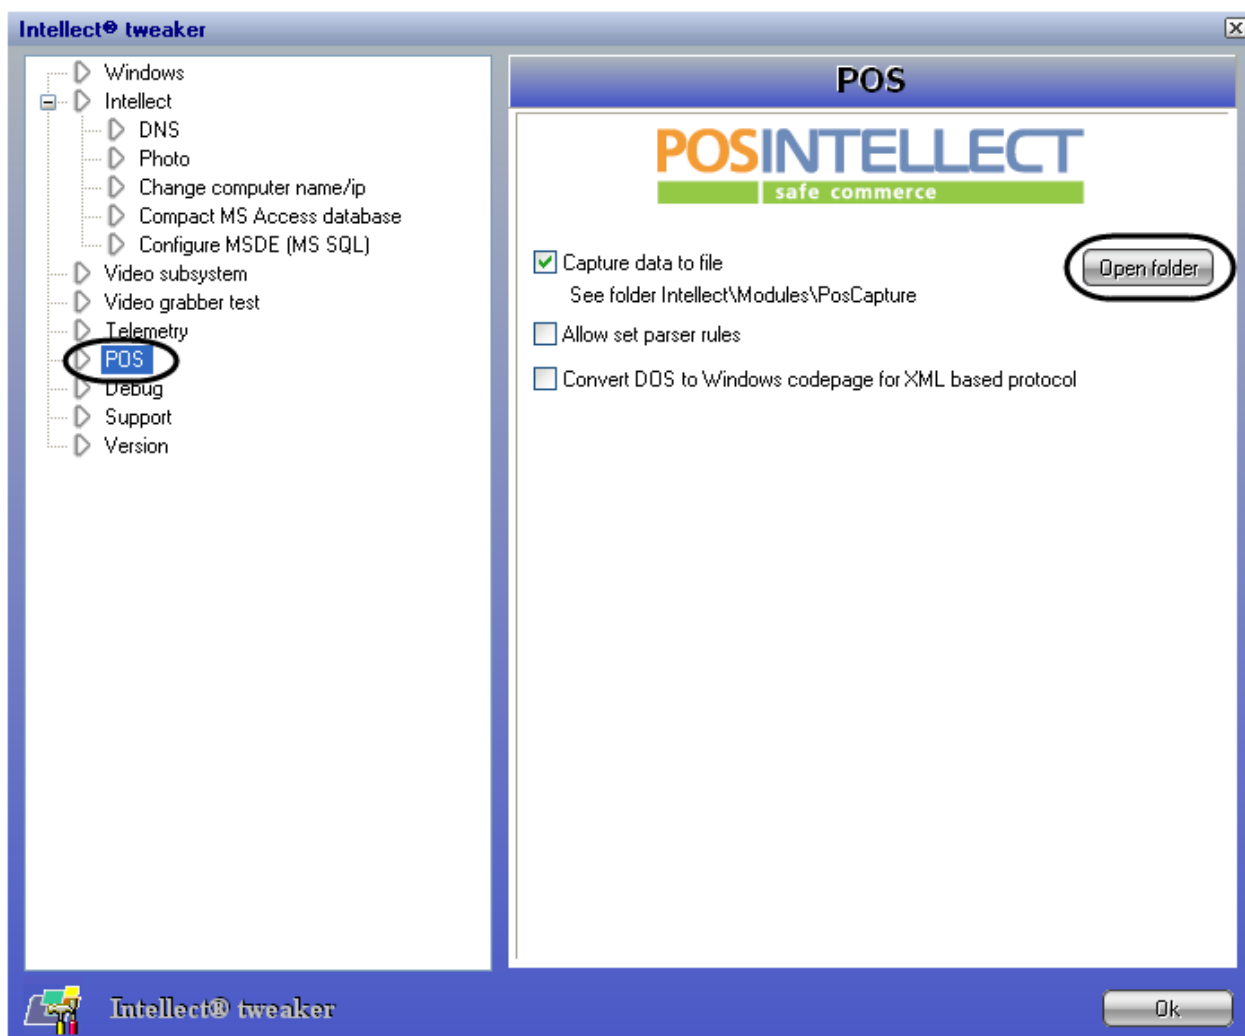 Intellect® tweaker
Windows
Intellect
DNS
Photo
Change computer name/ip
Compact MS Access database
Configure MSDE (MS SQL)
Video subsystem
Video grabber test
Telemetry
POS
Debug
Support
Version
POS
POSINTELLECT
safe commerce
Capture data to file
Open folder
See folder Intellect\Modules\PosCapture
Allow set parser rules
Convert DOS to Windows codepage for XML based protocol
Intellect® tweaker
Ok